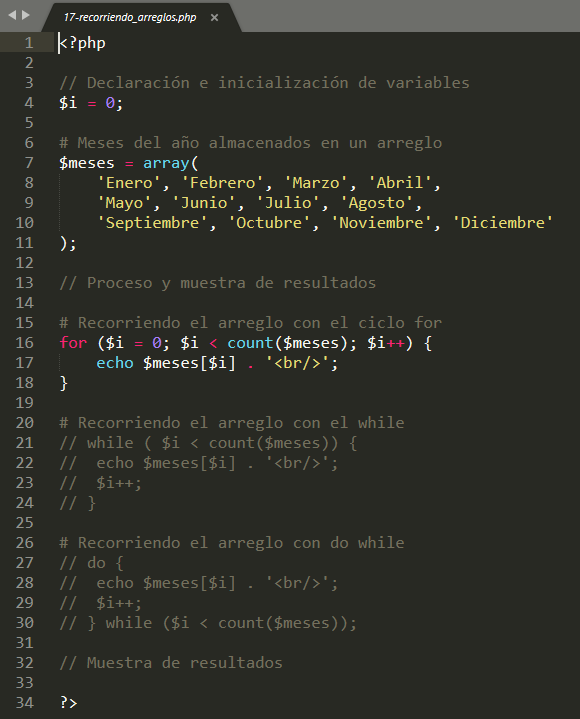 17-recorriendo_arreglos.php ×
1 <?php
2
3 // Declaración e inicialización de variables
4 $i = 0;
5
6 # Meses del año almacenados en un arreglo
7 $meses = array(
8     'Enero', 'Febrero', 'Marzo', 'Abril',
9     'Mayo', 'Junio', 'Julio', 'Agosto',
10     'Septiembre', 'Octubre', 'Noviembre', 'Diciembre'
11 );
12
13 // Proceso y muestra de resultados
14
15 # Recorriendo el arreglo con el ciclo for
16 for ($i = 0; $i < count($meses); $i++) {
17     echo $meses[$i] . '<br/>';
18 }
19
20 # Recorriendo el arreglo con el while
21 // while ( $i < count($meses)) {
22 //  echo $meses[$i] . '<br/>';
23 //  $i++;
24 // }
25
26 # Recorriendo el arreglo con do while
27 // do {
28 //  echo $meses[$i] . '<br/>';
29 //  $i++;
30 // } while ($i < count($meses));
31
32 // Muestra de resultados
33
34 ?>